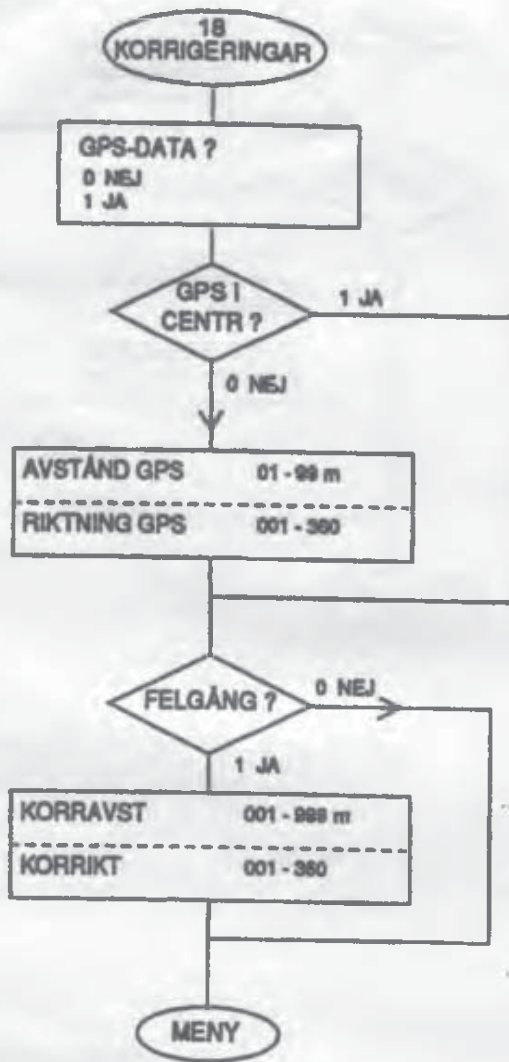 18
KORRIGERINGAR
GPS-DATA ?
0 NEJ
1 JA
GPS I
CENTR ?
1 JA
0 NEJ
AVSTÅND GPS 01 - 99 m
RIKTNING GPS 001 - 360
FELGÅNG ?
0 NEJ
1 JA
KORRAVST 001 - 999 m
KORRIKT 001 - 360
MENY